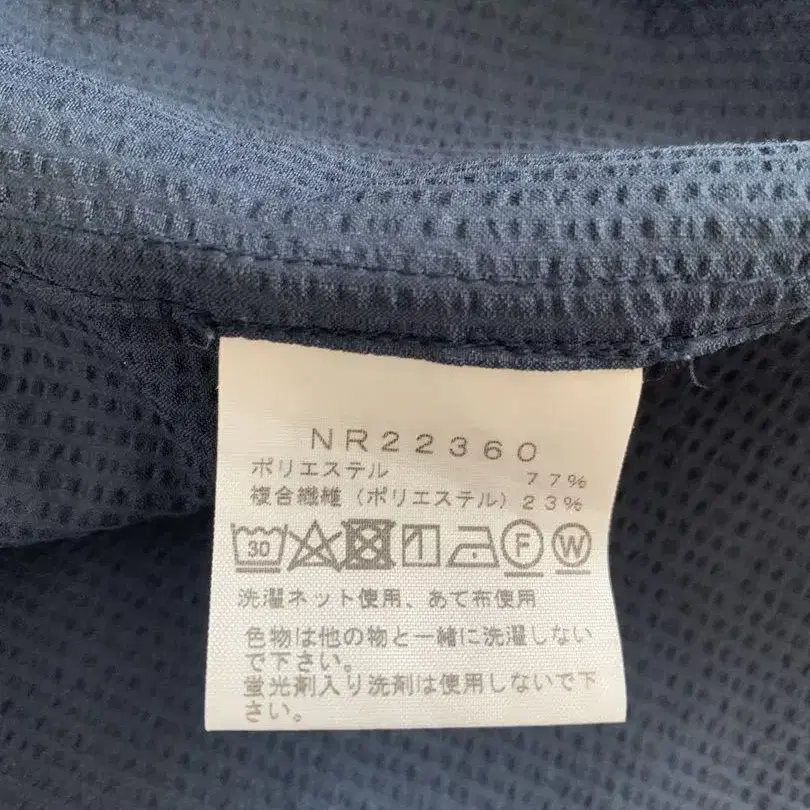 NR22360
ポリエステル 77%
複合繊維（ポリエステル）23%
30 F W
洗濯ネット使用、あて布使用
色物は他の物と一緒に洗濯しない
で下さい。
蛍光剤入り洗剤は使用しないで下
さい。